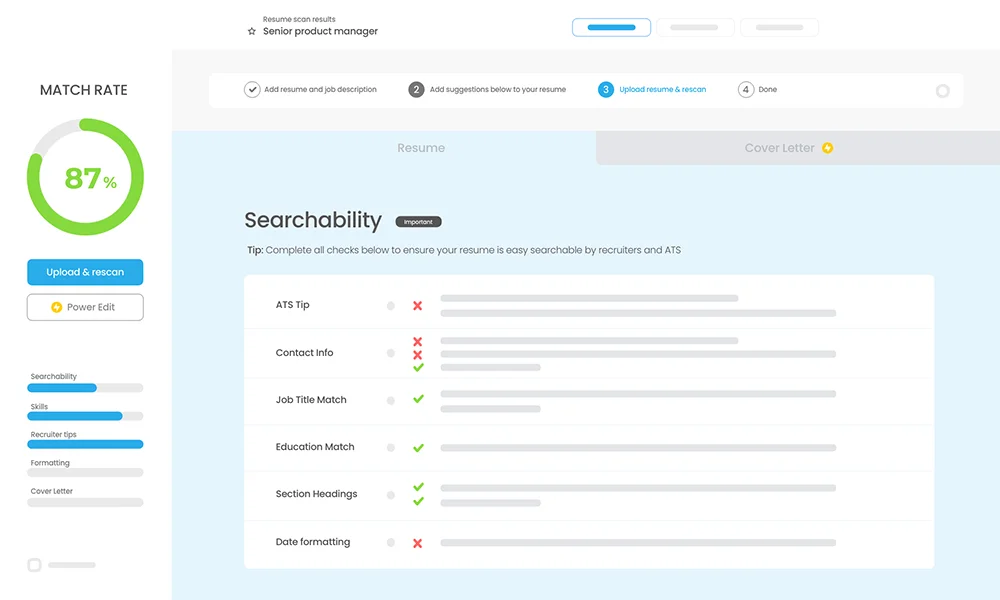 Resume scan results
Senior product manager
MATCH RATE
87%
Upload & rescan
Power Edit
Searchability
Skills
Recruiter tips
Formatting
Cover Letter
Add resume and job description
2 Add suggestions below to your resume
3 Upload resume & rescan
4 Done
Resume
Cover Letter
Searchability Important
Tip: Complete all checks below to ensure your resume is easy searchable by recruiters and ATS
ATS Tip
Contact Info
Job Title Match
Education Match
Section Headings
Date formatting